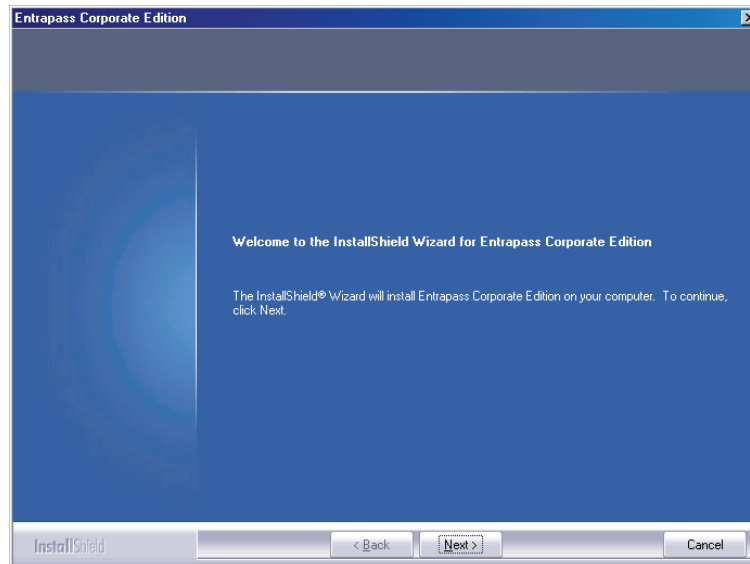 Entrapass Corporate Edition
Welcome to the InstallShield Wizard for Entrapass Corporate Edition
The InstallShield® Wizard will install Entrapass Corporate Edition on your computer. To continue,
click Next.
InstallShield
< Back
Next >
Cancel